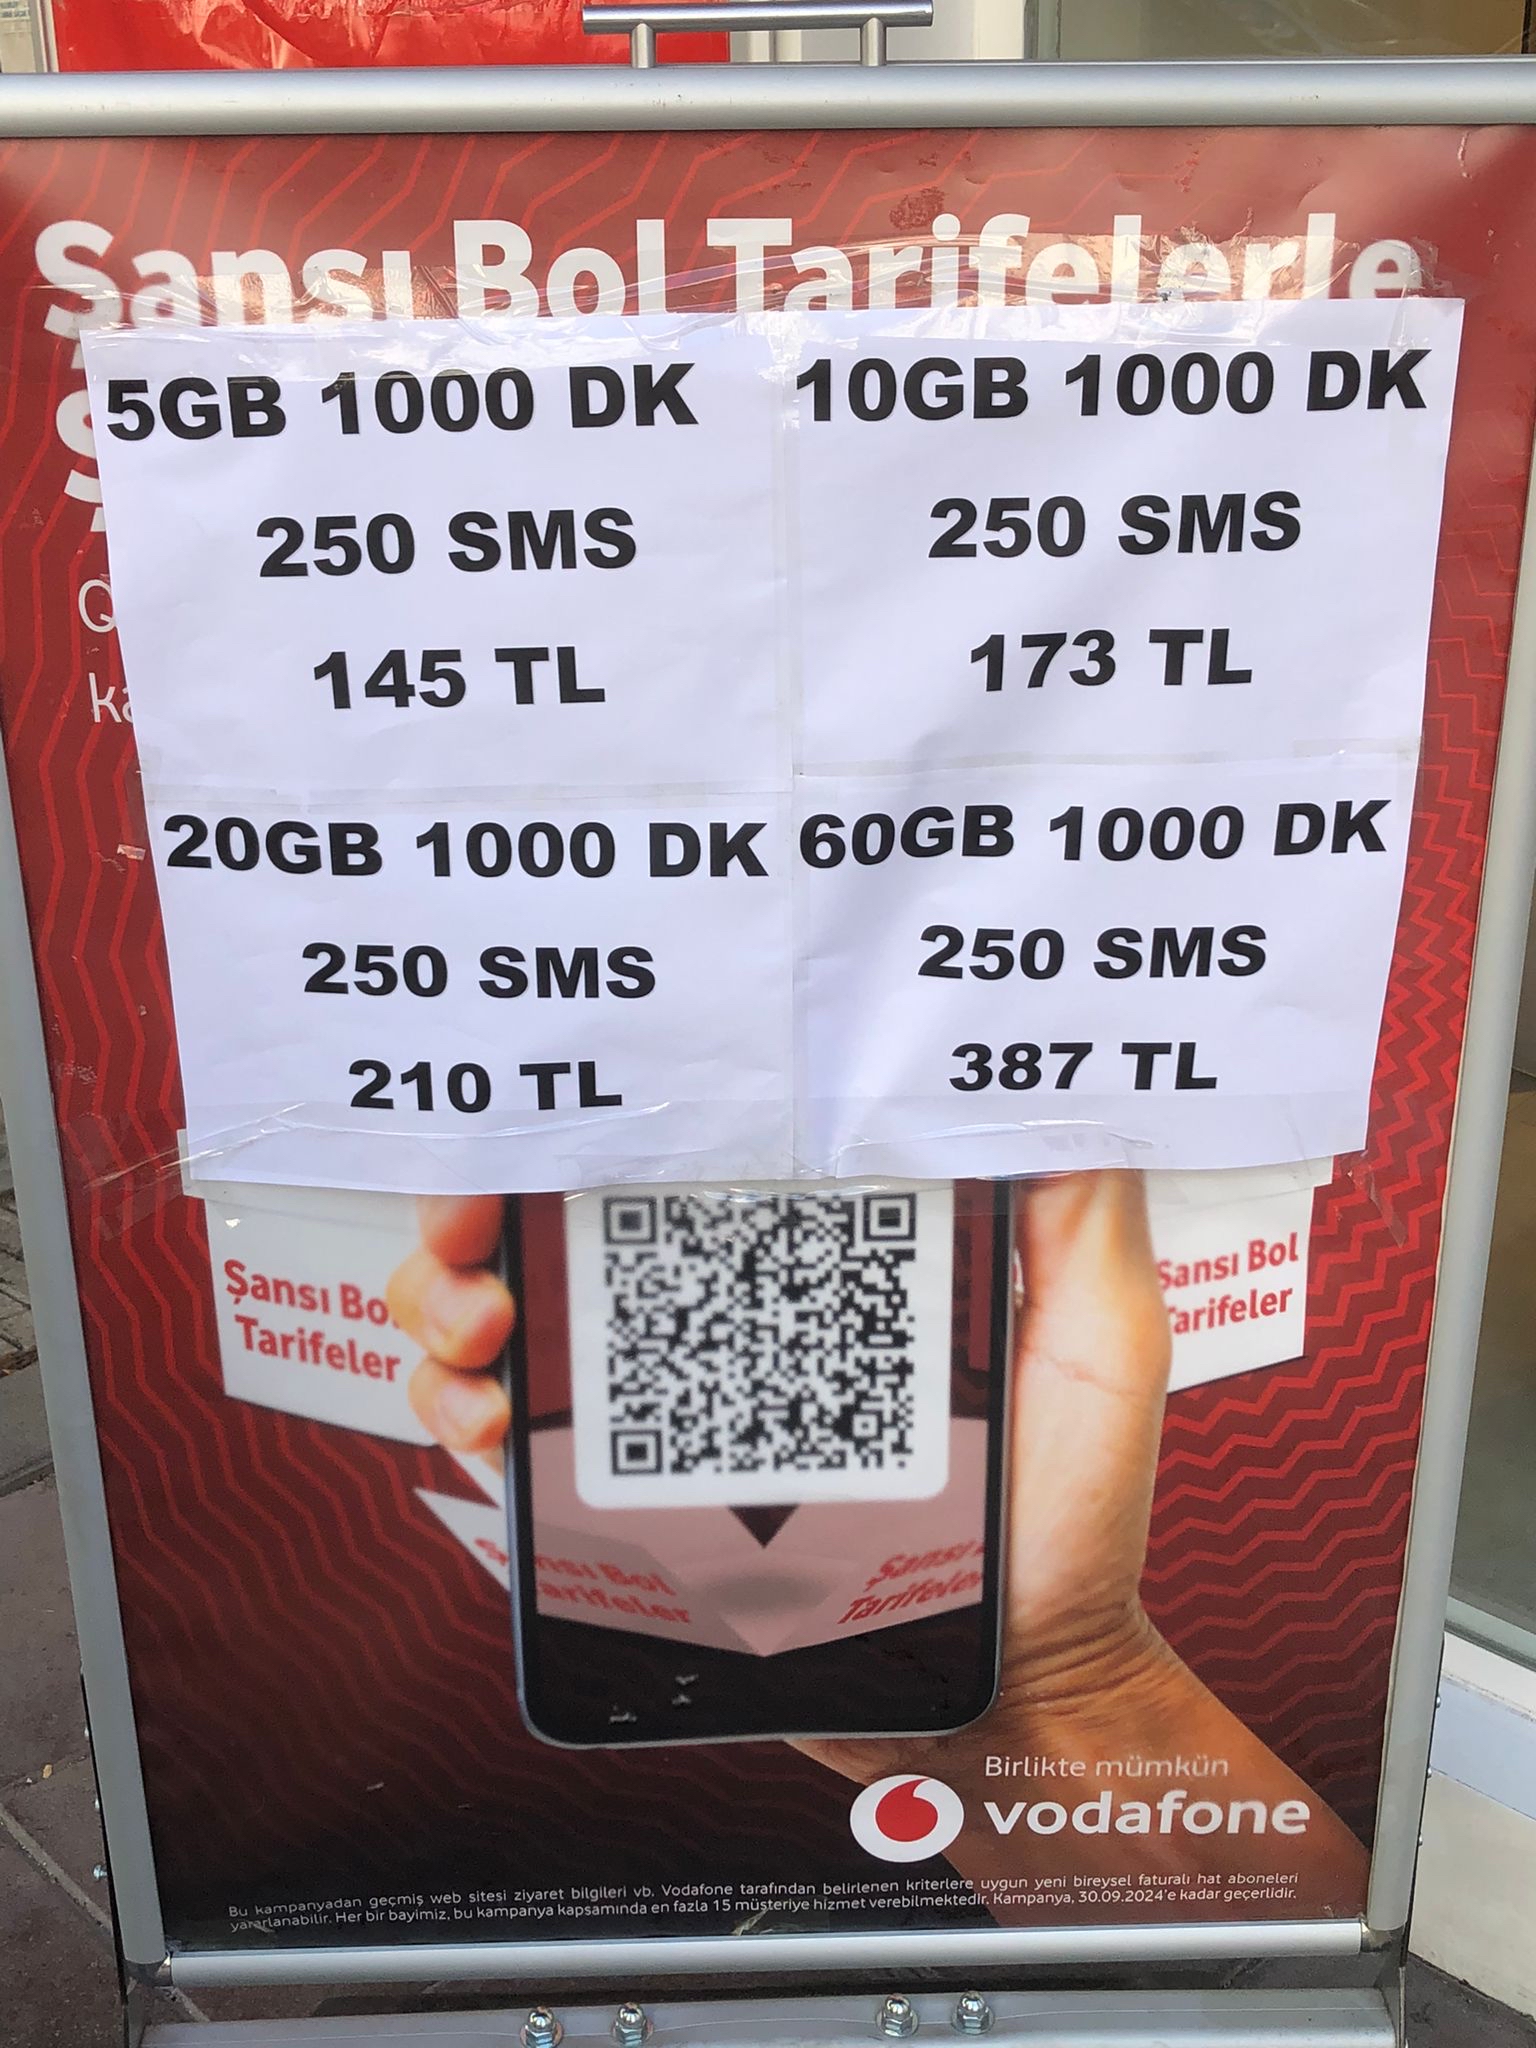 Şansı Bol Tarifelerle
5GB 1000 DK
250 SMS
145 TL
10GB 1000 DK
250 SMS
173 TL
20GB 1000 DK
250 SMS
210 TL
60GB 1000 DK
250 SMS
387 TL
Şansı Bol
Tarifeler
Şansı Bol
Tarifeler
Şansı Bol
Tarifeler
Şansı
Tarifeler
Birlikte mümkün
vodafone
Bu kampanyadan geçmiş web sitesi ziyaret bilgileri vb. Vodafone tarafından belirlenen kriterlere uygun yeni bireysel faturalı hat aboneleri
yararlanabilir. Her bir bayimiz, bu kampanya kapsamında en fazla 15 müşteriye hizmet verebilmektedir. Kampanya, 30.09.2024'e kadar geçerlidir.